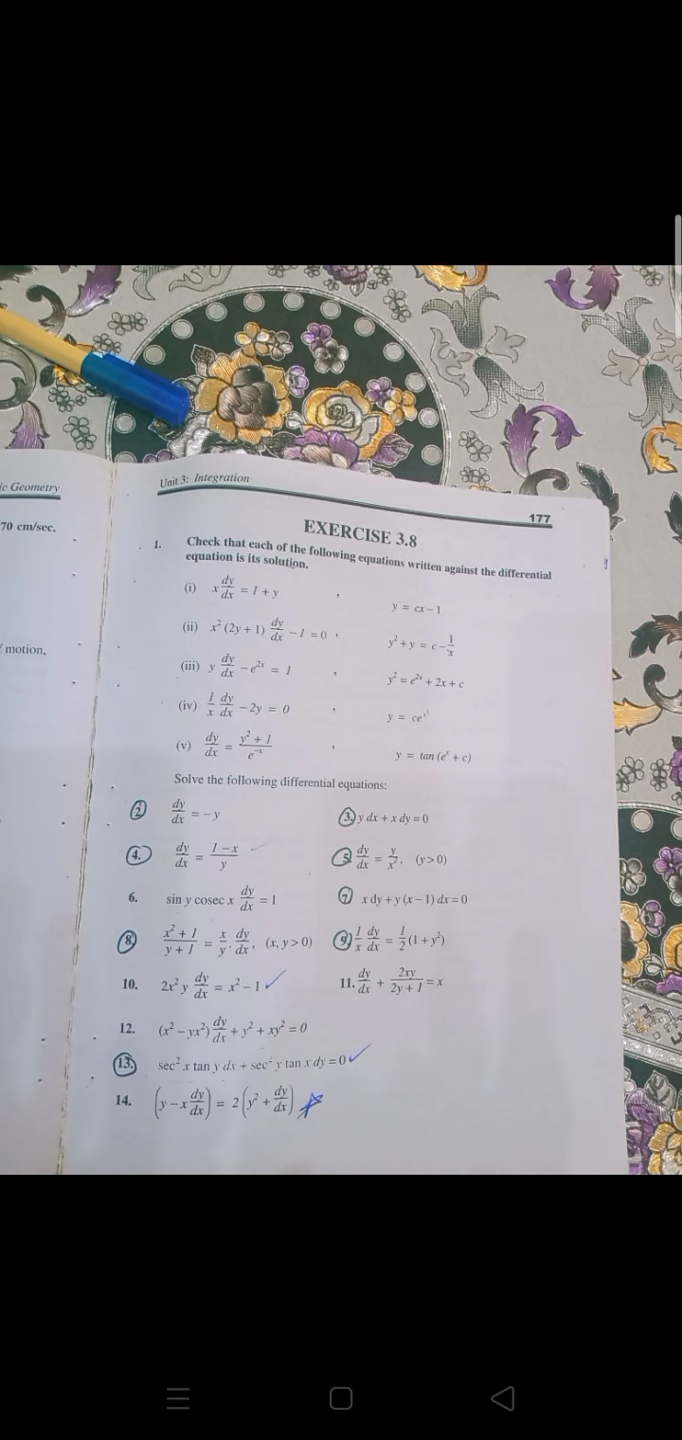 ic Geometry
70 cm/sec.
f motion,
Unit 3: Integration
177
EXERCISE 3.8
1. Check that each of the following equations written against the differential
equation is its solution.
(i) x dy/dx = 1 + y , y = cx – 1
(ii) x² (2y + 1) dy/dx – 1 = 0 , y² + y = c – 1/x
(iii) y dy/dx – e²ˣ = 1 , y² = e²ˣ + 2x + c
(iv) 1/x dy/dx – 2y = 0 , y = ce^x²
(v) dy/dx = (y² + 1)/e⁻ˣ , y = tan (eˣ + c)
Solve the following differential equations:
2. dy/dx = – y 3. y dx + x dy = 0
4. dy/dx = (1 – x)/y 5. dy/dx = y/x², (y > 0)
6. sin y cosec x dy/dx = 1 7 x dy + y (x – 1) dx = 0
8. (x² + 1)/(y + 1) = x/y . dy/dx, (x, y > 0) 9. 1/x dy/dx = 1/2 (1 + y²)
10. 2x² y dy/dx = x² – 1 11. dy/dx + 2xy/(2y + 1) = x
12. (x² – yx²) dy/dx + y² + xy² = 0
13. sec² x tan y dx + sec² y tan x dy = 0
14. (y – x dy/dx) = 2 (y² + dy/dx)